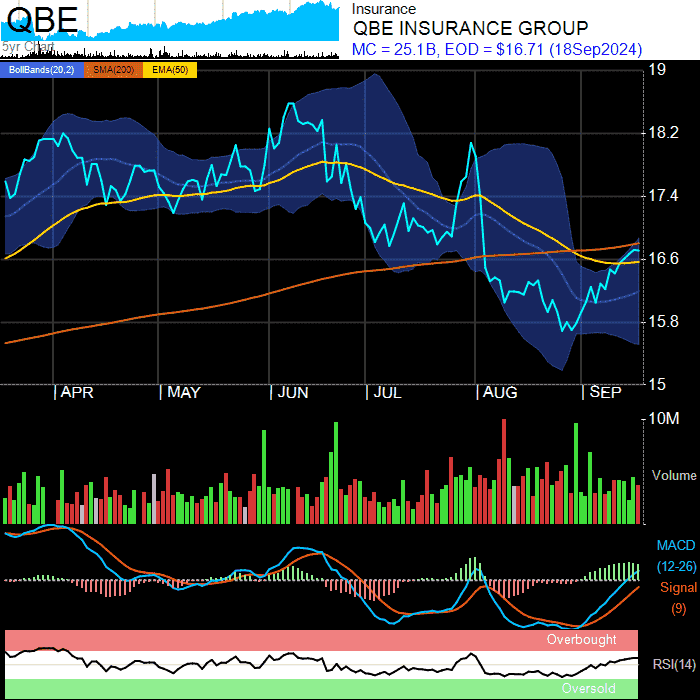 QBE
5yr Chart
Insurance
QBE INSURANCE GROUP
MC = 25.1B, EOD = $16.71 (18Sep2024)
BollBands(20,2) SMA(200) EMA(50)
19
18.2
17.4
16.6
15.8
15
APR MAY JUN JUL AUG SEP
10M
Volume
MACD
(12-26)
Signal
(9)
Overbought
RSI(14)
Oversold